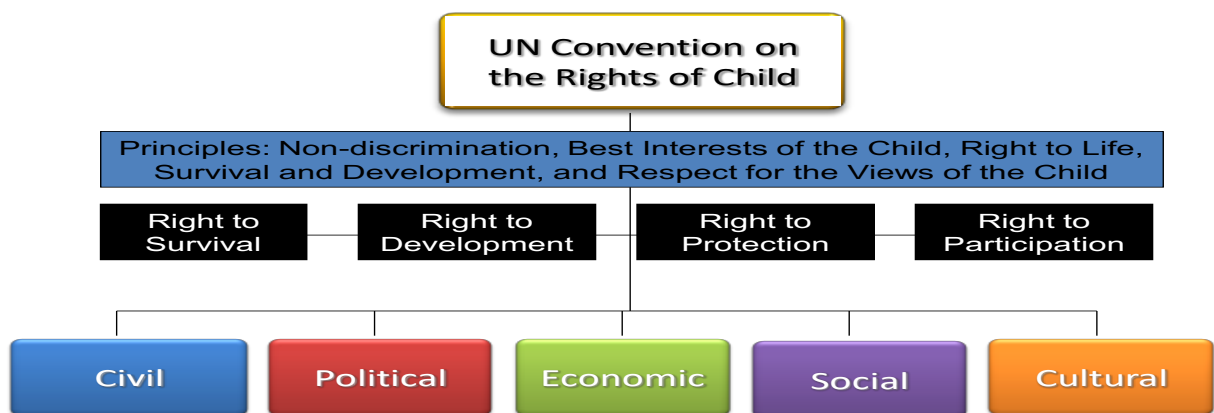 UN Convention on
the Rights of Child
Principles: Non-discrimination, Best Interests of the Child, Right to Life,
Survival and Development, and Respect for the Views of the Child
Right to
Survival
Right to
Development
Right to
Protection
Right to
Participation
Civil
Political
Economic
Social
Cultural